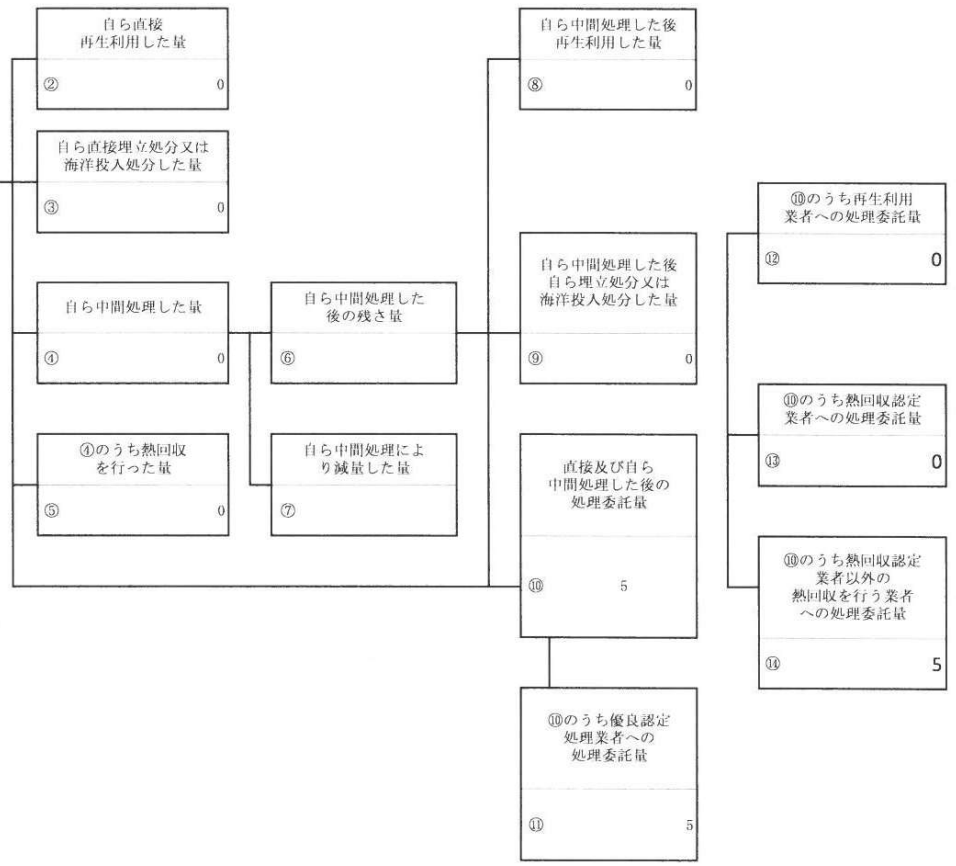 自ら直接
再生利用した量
② 0
自ら直接埋立処分又は
海洋投入処分した量
③ 0
自ら中間処理した量
④ 0
④のうち熱回収
を行った量
⑤ 0
自ら中間処理した
後の残さ量
⑥
自ら中間処理によ
り減量した量
⑦
自ら中間処理した後
再生利用した量
⑧ 0
自ら中間処理した後
自ら埋立処分又は
海洋投入処分した量
⑨ 0
直接及び自ら
中間処理した後の
処理委託量
⑩ 5
⑩のうち優良認定
処理業者への
処理委託量
⑪ 5
⑩のうち再生利用
業者への処理委託量
⑫ 0
⑩のうち熱回収認定
業者への処理委託量
⑬ 0
⑩のうち熱回収認定
業者以外の
熱回収を行う業者
への処理委託量
⑭ 5